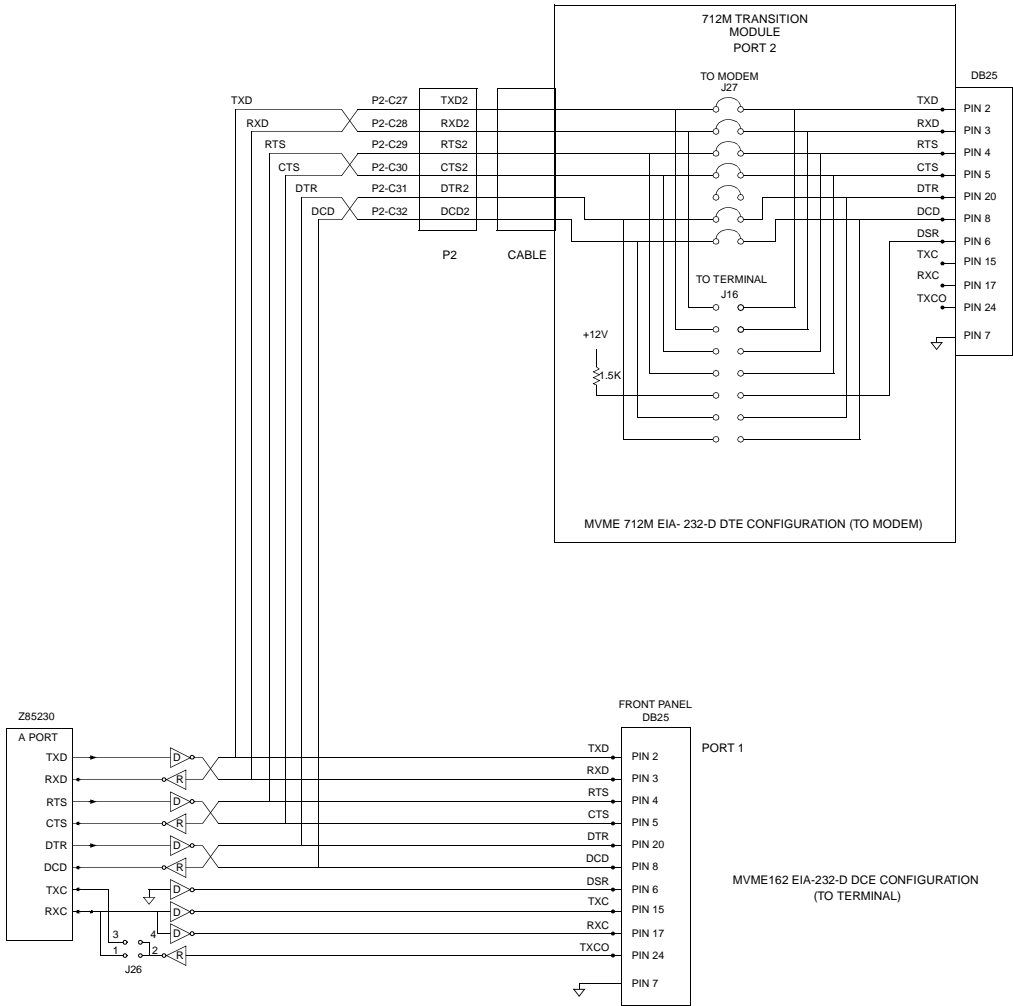 712M TRANSITION
MODULE
PORT 2
TO MODEM
J27
DB25
TXD P2-C27 TXD2 TXD PIN 2
RXD P2-C28 RXD2 RXD PIN 3
RTS P2-C29 RTS2 RTS PIN 4
CTS P2-C30 CTS2 CTS PIN 5
DTR P2-C31 DTR2 DTR PIN 20
DCD P2-C32 DCD2 DCD PIN 8
DSR PIN 6
P2 CABLE
TXC PIN 15
RXC PIN 17
TXCO PIN 24
PIN 7
TO TERMINAL
J16
+12V
1.5K
MVME 712M EIA- 232-D DTE CONFIGURATION (TO MODEM)
Z85230
A PORT
FRONT PANEL
DB25
PORT 1
TXD D TXD PIN 2
RXD R RXD PIN 3
RTS D RTS PIN 4
CTS R CTS PIN 5
DTR D DTR PIN 20
DCD R DCD PIN 8
TXC D DSR PIN 6
RXC D TXC PIN 15
D RXC PIN 17
3 4
1 2 R TXCO PIN 24
J26
PIN 7
MVME162 EIA-232-D DCE CONFIGURATION
(TO TERMINAL)